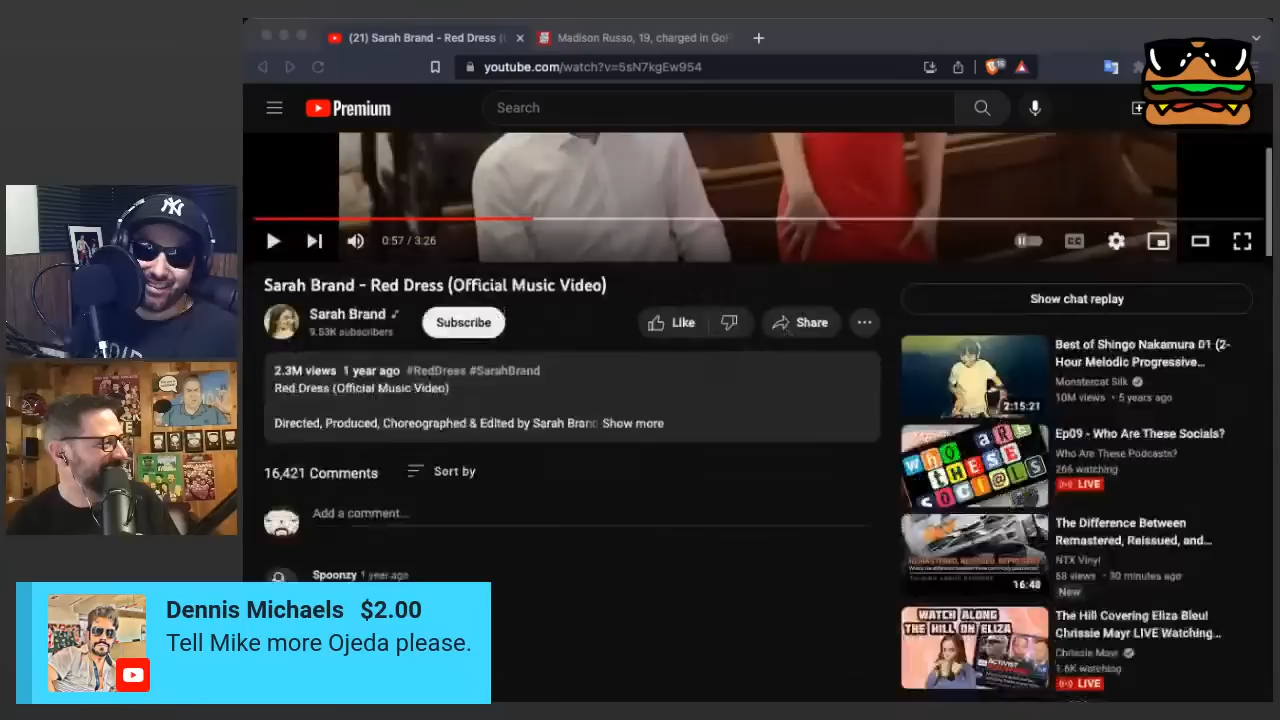 (21) Sarah Brand - Red Dress (
Madison Russo, 19, charged in GoF
youtube.com/watch?v=5sN7kgEw954
Premium
Search
0:57 / 3:26
Sarah Brand - Red Dress (Official Music Video)
Sarah Brand
9.53K subscribers
Subscribe
Like
Share
2.3M views 1 year ago #RedDress #SarahBrand
Red Dress (Official Music Video)
Directed, Produced, Choreographed & Edited by Sarah Brand Show more
16,421 Comments
Sort by
Add a comment...
Spoonzy 1 year ago
Show chat replay
2:15:21
Best of Shingo Nakamura 01 (2-
Hour Melodic Progressive...
Monstercat Silk
10M views • 5 years ago
WHO ARE
THESE
SOCIALS
Ep09 - Who Are These Socials?
Who Are These Podcasts?
266 watching
LIVE
16:48
The Difference Between
Remastered, Reissued, and...
NTX Vinyl
68 views • 30 minutes ago
New
WATCH ALONG
THE HILL ON ELIZA
ACTIVIST
The Hill Covering Eliza Bleu!
Chrissie Mayr LIVE Watching...
Chrissie Mayr
1.6K watching
LIVE
Dennis Michaels $2.00
Tell Mike more Ojeda please.